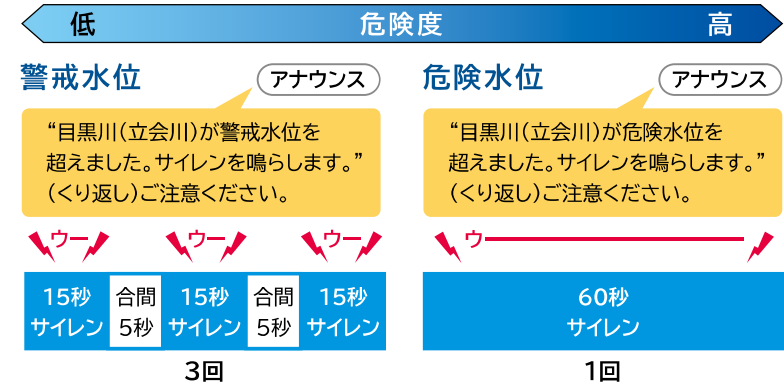 低 危険度 高
警戒水位 アナウンス
“目黒川（立会川）が警戒水位を
超えました。サイレンを鳴らします。”
（くり返し）ご注意ください。
ウー ウー ウー
15秒 サイレン
合間 5秒
15秒 サイレン
合間 5秒
15秒 サイレン
3回
危険水位 アナウンス
“目黒川（立会川）が危険水位を
超えました。サイレンを鳴らします。”
（くり返し）ご注意ください。
ウー
60秒
サイレン
1回